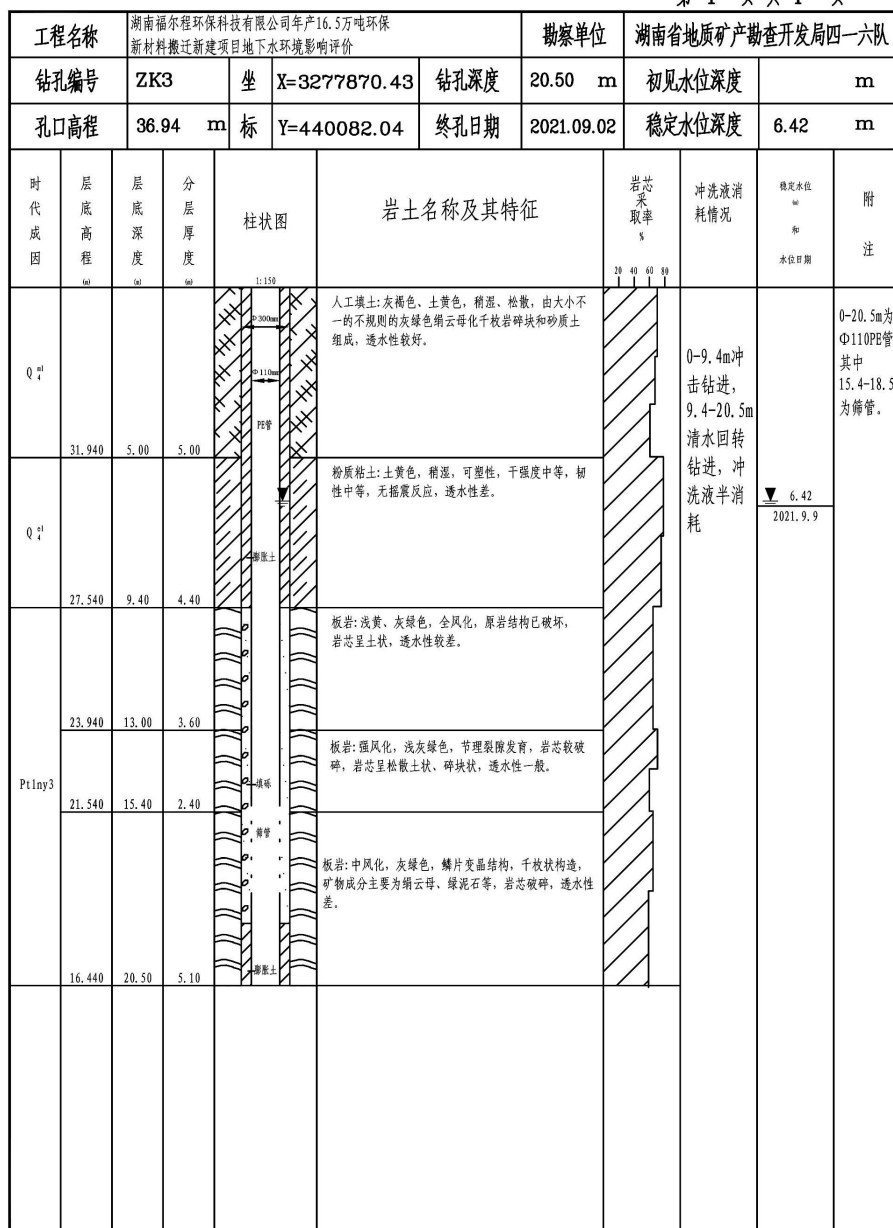 第 1 页 共 1 页
工程名称
湖南福尔程环保科技有限公司年产16.5万吨环保
新材料搬迁新建项目地下水环境影响评价
勘察单位
湖南省地质矿产勘查开发局四一六队
钻孔编号
ZK3
坐
X=3277870.43
钻孔深度
20.50 m
初见水位深度
m
孔口高程
36.94 m
标
Y=440082.04
终孔日期
2021.09.02
稳定水位深度
6.42 m
时代成因
层底高程(m)
层底深度(m)
分层厚度(m)
柱状图
1:150
岩土名称及其特征
岩芯
采
取率
%
20 40 60 80
冲洗液消
耗情况
稳定水位
(m)
和
水位日期
附
注
Q4ml
31.940
5.00
5.00
Φ300mm
Φ110mm
PE管
人工填土:灰褐色、土黄色,稍湿、松散,由大小不
一的不规则的灰绿色绢云母化千枚岩碎块和砂质土
组成,透水性较好。
0-9.4m冲
击钻进,
9.4-20.5m
清水回转
钻进,冲
洗液半消
耗
0-20.5m为
Φ110PE管
其中
15.4-18.5
为筛管。
Q4el
27.540
9.40
4.40
膨胀土
粉质粘土:土黄色,稍湿,可塑性,干强度中等,韧
性中等,无摇震反应,透水性差。
6.42
2021.9.9
Pt1ny3
23.940
13.00
3.60
板岩:浅黄、灰绿色,全风化,原岩结构已破坏,
岩芯呈土状,透水性较差。
21.540
15.40
2.40
填砾
板岩:强风化,浅灰绿色,节理裂隙发育,岩芯较破
碎,岩芯呈松散土状、碎块状,透水性一般。
16.440
20.50
5.10
筛管
膨胀土
板岩:中风化,灰绿色,鳞片变晶结构,千枚状构造,
矿物成分主要为绢云母、绿泥石等,岩芯破碎,透水性
差。